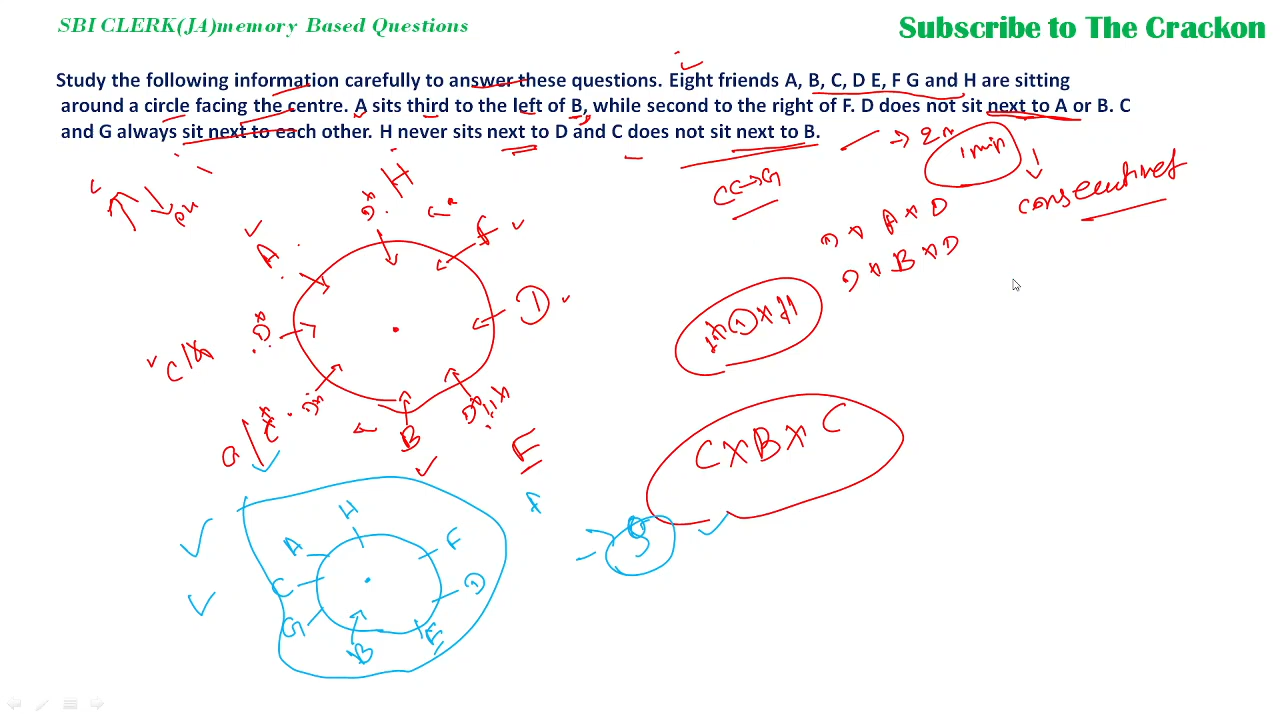 SBI CLERK(JA)memory Based Questions
Subscribe to The Crackon
Study the following information carefully to answer these questions. Eight friends A, B, C, D E, F G and H are sitting
around a circle facing the centre. A sits third to the left of B, while second to the right of F. D does not sit next to A or B. C
and G always sit next to each other. H never sits next to D and C does not sit next to B.
1 min
consecutives
H
A
F
D
B
E
A x D
B x D
C x B x C
H
A
F
C
D
G
E
B